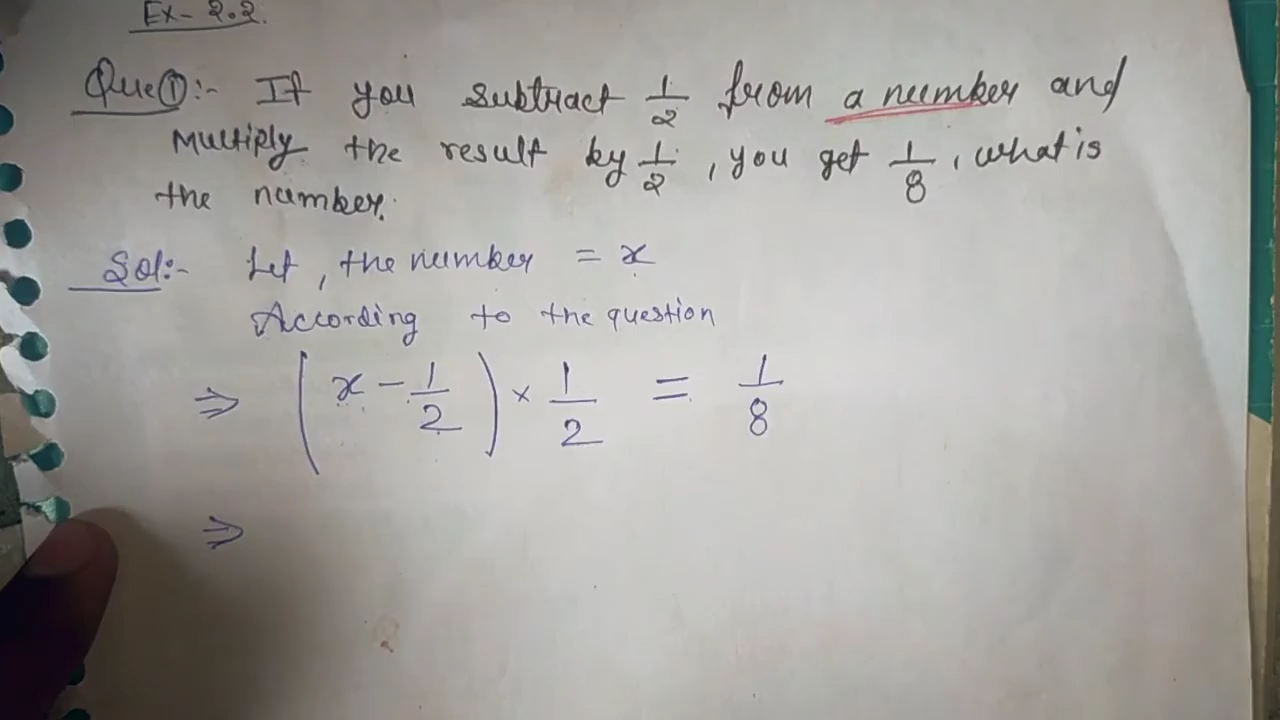 Ex- 2.2.
Que①:- If you subtract 1/2 from a number and
Multiply the result by 1/2, you get 1/8, what is
the number.
Sol:- Let, the number = x
According to the question
⇒ (x - 1/2) × 1/2 = 1/8
⇒